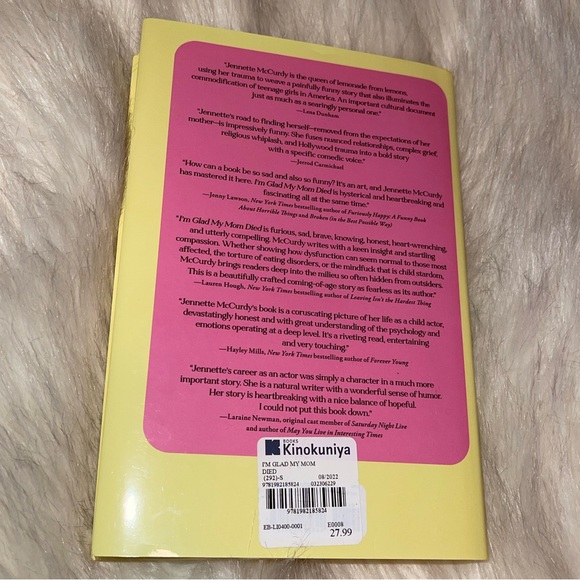 "Jennette McCurdy is the queen of lemonade from lemons,
using her trauma to weave a painfully funny story that also illuminates the
commodification of teenage girls in America. An important cultural document
just as much as a searingly personal one."
—Lena Dunham
"Jennette's road to finding herself—removed from the expectations of her
mother—is impressively funny. She fuses nuanced relationships, complex grief,
religious whiplash, and Hollywood trauma into a bold story
with a specific comedic voice."
—Jerrod Carmichael
"How can a book be so sad and also so funny? It's an art, and Jennette McCurdy
has mastered it here. I'm Glad My Mom Died is hysterical and heartbreaking and
fascinating all at the same time."
—Jenny Lawson, New York Times bestselling author of Furiously Happy: A Funny Book
About Horrible Things and Broken (in the Best Possible Way)
"I'm Glad My Mom Died is furious, sad, brave, knowing, honest, heart-wrenching,
and utterly compelling. McCurdy writes with a keen insight and startling
compassion. Whether showing how dysfunction can seem normal to those most
affected, the torture of eating disorders, or the mindfuck that is child stardom,
McCurdy brings readers deep into the milieu so often hidden from outsiders.
This is a beautifully crafted coming-of-age story as fearless as its author."
—Lauren Hough, New York Times bestselling author of Leaving Isn't the Hardest Thing
"Jennette McCurdy's book is a coruscating picture of her life as a child actor,
devastatingly honest and with great understanding of the psychology and
emotions operating at a deep level. It's a riveting read, entertaining
and very touching."
—Hayley Mills, New York Times bestselling author of Forever Young
"Jennette's career as an actor was simply a character in a much more
important story. She is a natural writer with a wonderful sense of humor.
Her story is heartbreaking with a nice balance of hopeful.
I could not put this book down."
—Laraine Newman, original cast member of Saturday Night Live
and author of May You Live in Interesting Times
BOOKS
Kinokuniya
I'M GLAD MY MOM
DIED
(292)-S 08/2022
9781982185824 032306229
9781982185824
EB-LI0400-0001 E0008
27.99